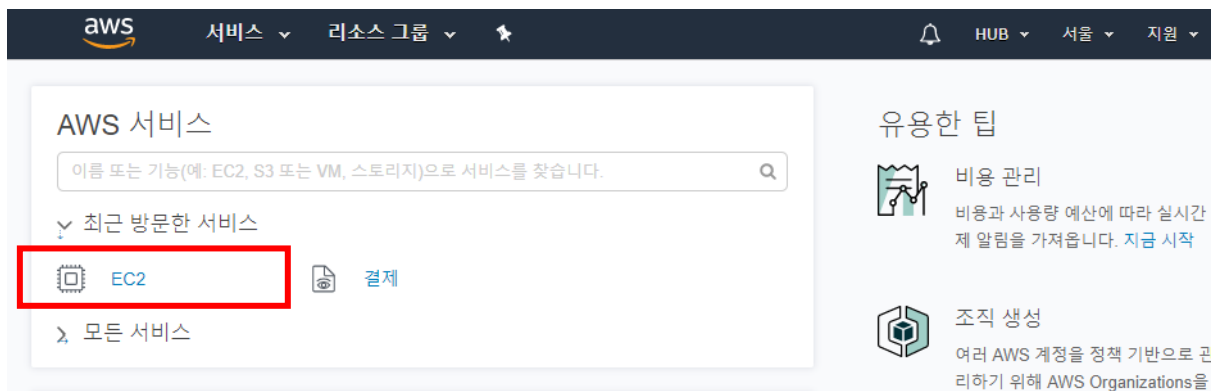 aws 서비스 리소스 그룹 HUB 서울 지원
AWS 서비스
이름 또는 기능(예: EC2, S3 또는 VM, 스토리지)으로 서비스를 찾습니다.
최근 방문한 서비스
EC2 결제
모든 서비스
유용한 팁
비용 관리
비용과 사용량 예산에 따라 실시간
제 알림을 가져옵니다. 지금 시작
조직 생성
여러 AWS 계정을 정책 기반으로 관
리하기 위해 AWS Organizations을